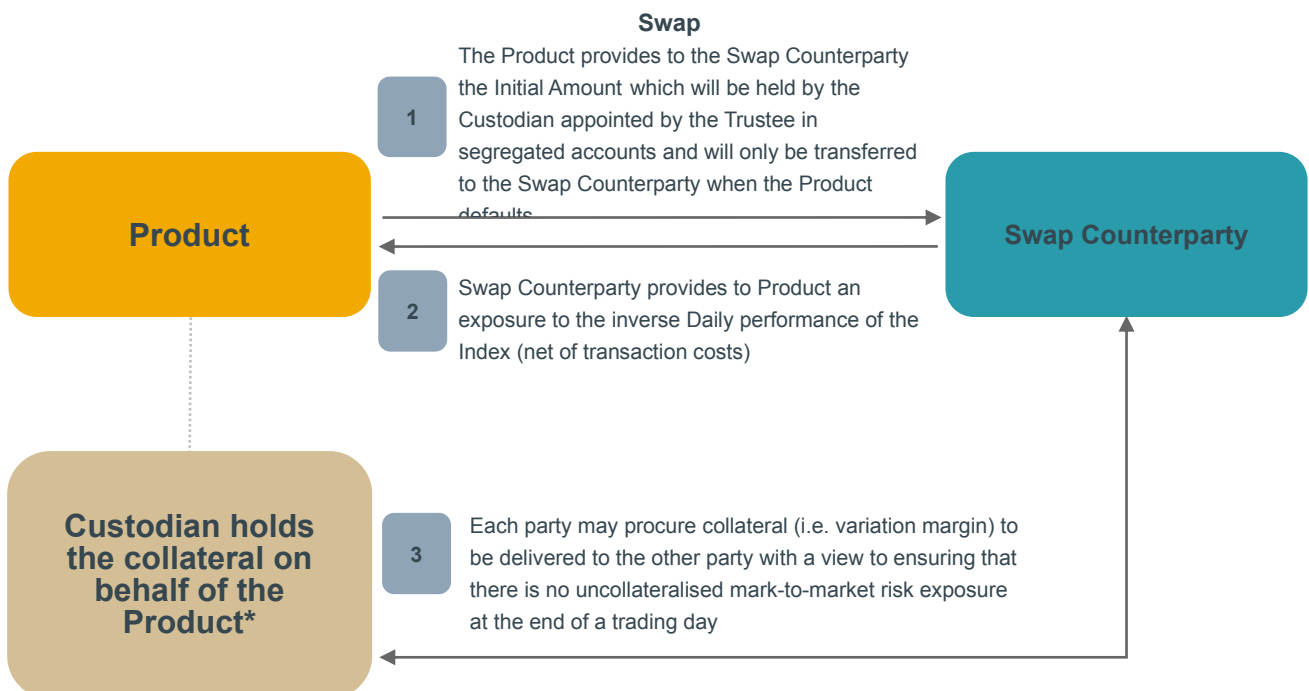 Swap
The Product provides to the Swap Counterparty
the Initial Amount which will be held by the
1
Custodian appointed by the Trustee in
segregated accounts and will only be transferred
to the Swap Counterparty when the Product
defaults
Product
Swap Counterparty
Swap Counterparty provides to Product an
2
exposure to the inverse Daily performance of the
Index (net of transaction costs)
Custodian holds
the collateral on
behalf of the
Product*
3
Each party may procure collateral (i.e. variation margin) to
be delivered to the other party with a view to ensuring that
there is no uncollateralised mark-to-market risk exposure
at the end of a trading day